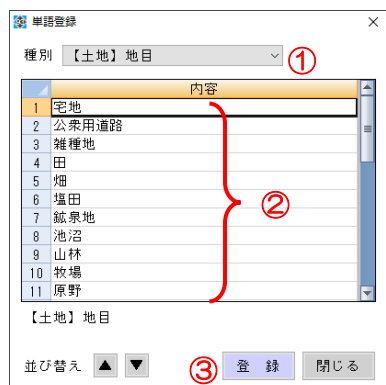 単語登録
種別 【土地】地目 ①
内容
1 宅地
2 公衆用道路
3 雑種地
4 田
5 畑
6 塩田
7 鉱泉地
8 池沼
9 山林
10 牧場
11 原野
②
【土地】地目
並び替え ▲ ▼ ③ 登 録 閉じる